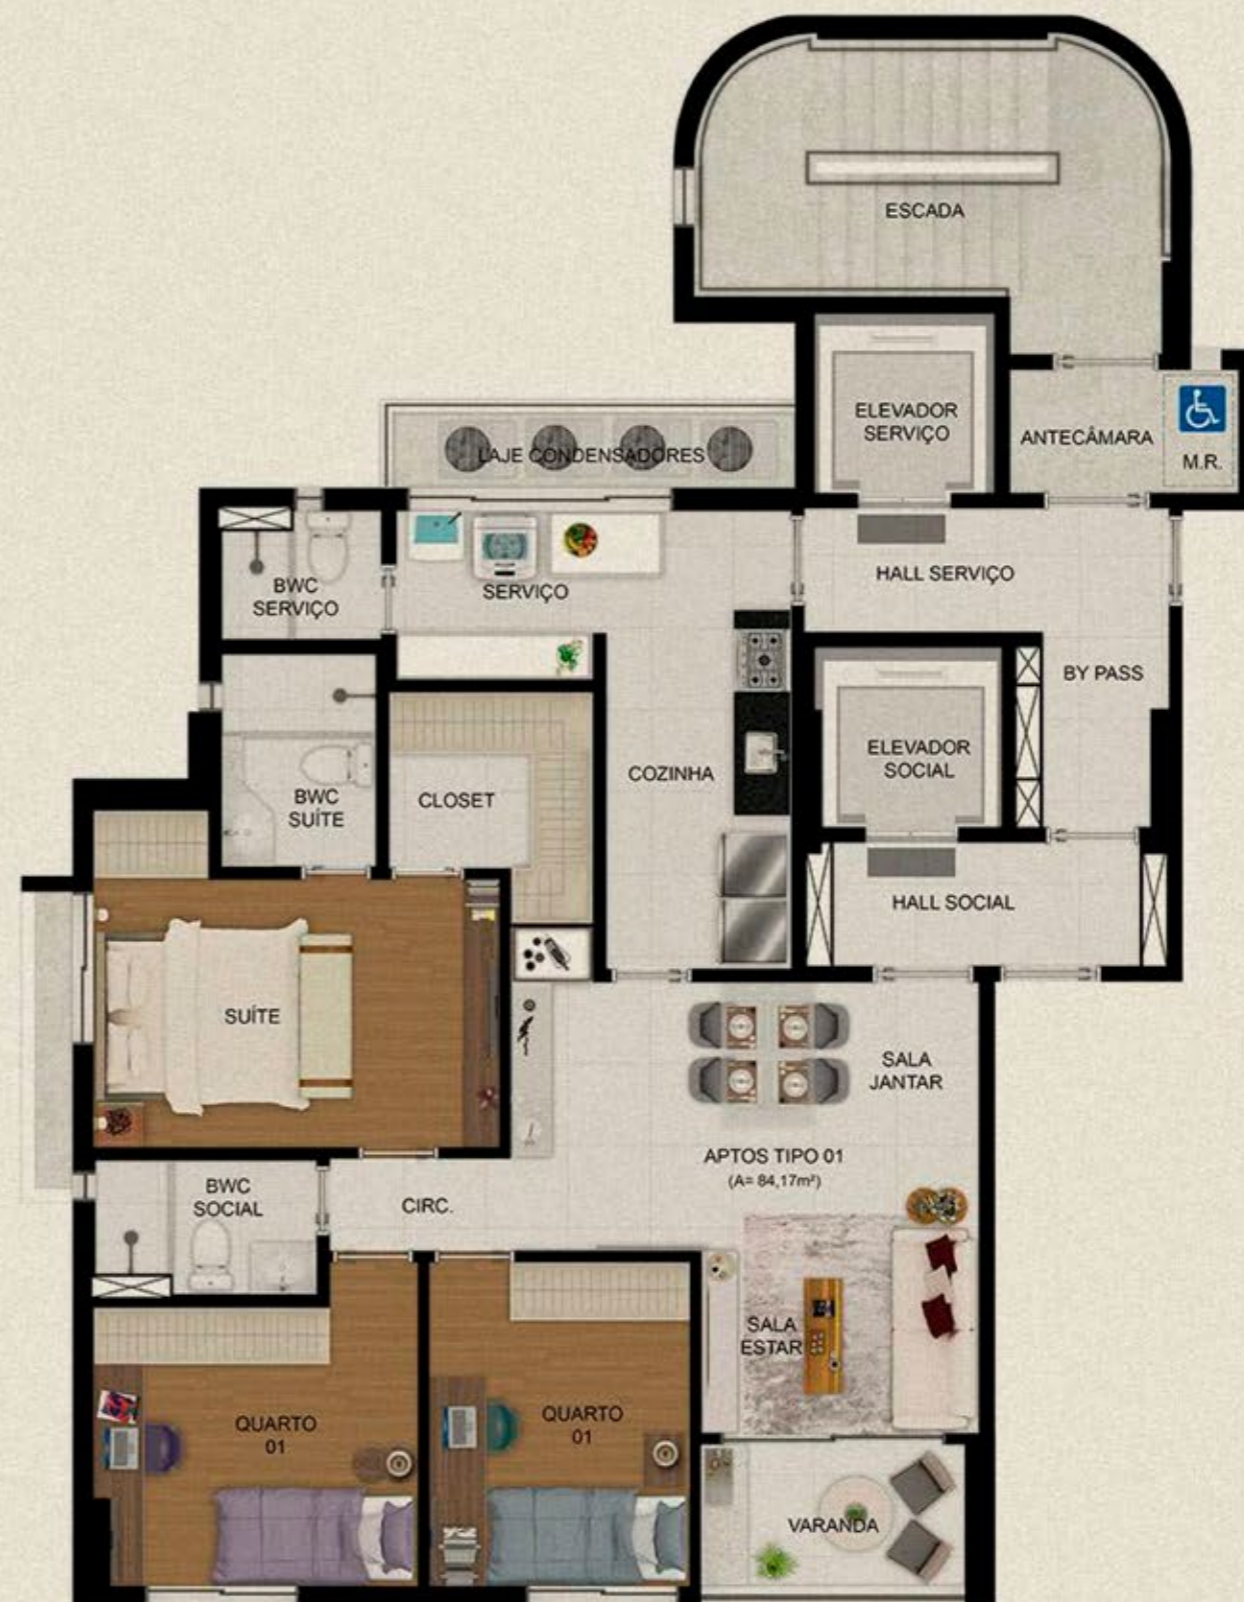 ESCADA
ELEVADOR
SERVIÇO
ANTECÂMARA
M.R.
LAJE CONDENSADORES
HALL SERVIÇO
BWC
SERVIÇO
SERVIÇO
BY PASS
ELEVADOR
SOCIAL
COZINHA
BWC
SUÍTE
CLOSET
HALL SOCIAL
SUÍTE
SALA
JANTAR
APTOS TIPO 01
(A= 84,17m²)
BWC
SOCIAL
CIRC.
SALA
ESTAR
QUARTO
01
QUARTO
01
VARANDA